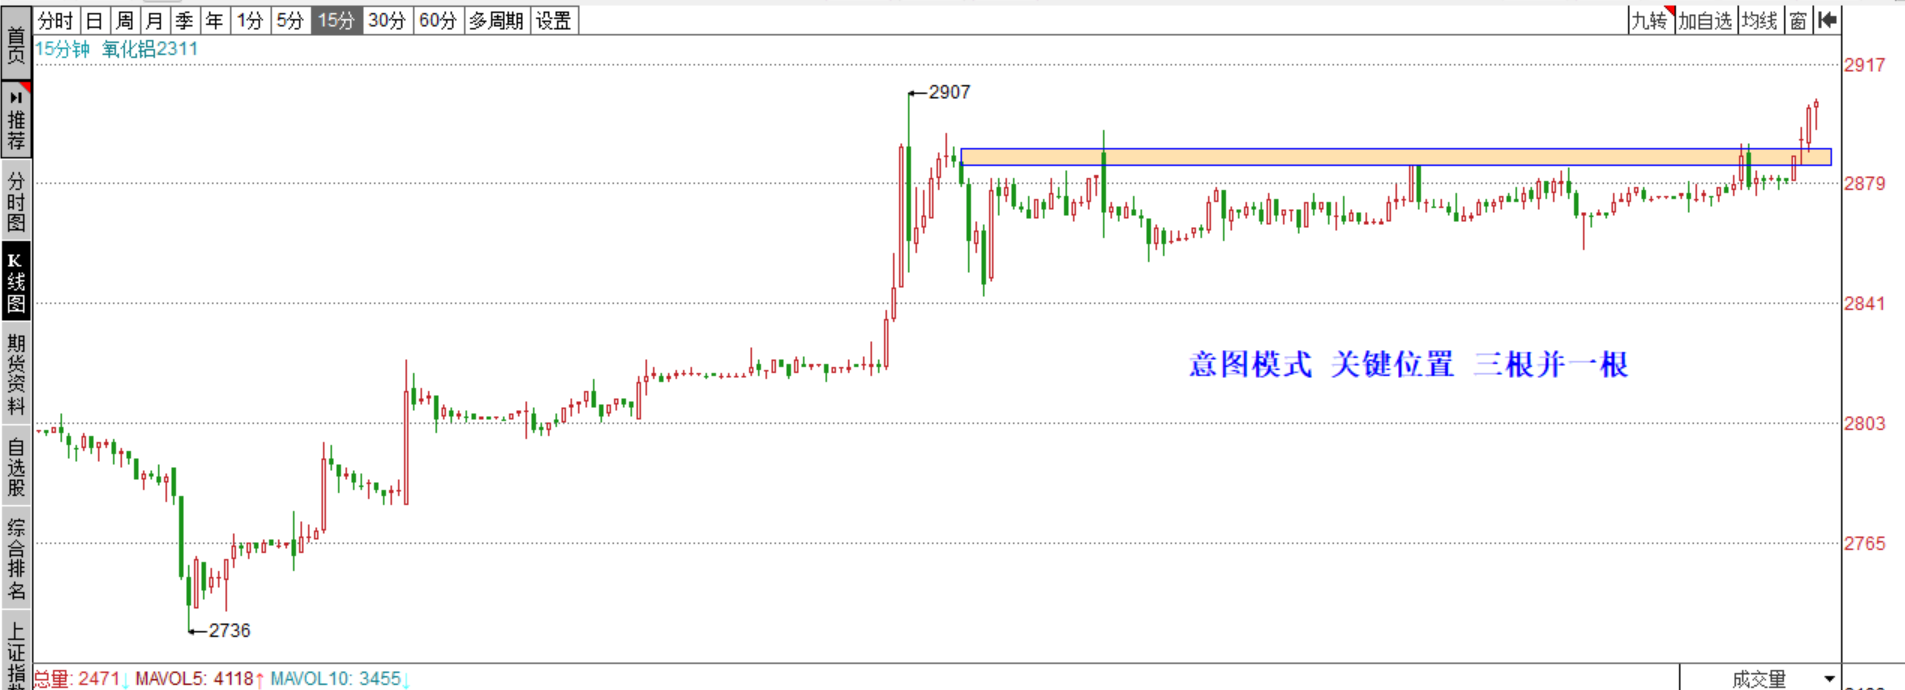 分时 日 周 月 季 年 1分 5分 15分 30分 60分 多周期 设置
九转 加自选 均线 窗
15分钟 氧化铝2311
首页
推荐
分时图
K线图
期货资料
自选股
综合排名
上证指
2917
2907
2879
2841
意图模式 关键位置 三根并一根
2803
2765
2736
总量: 2471↓ MAVOL5: 4118↑ MAVOL10: 3455↓
成交量